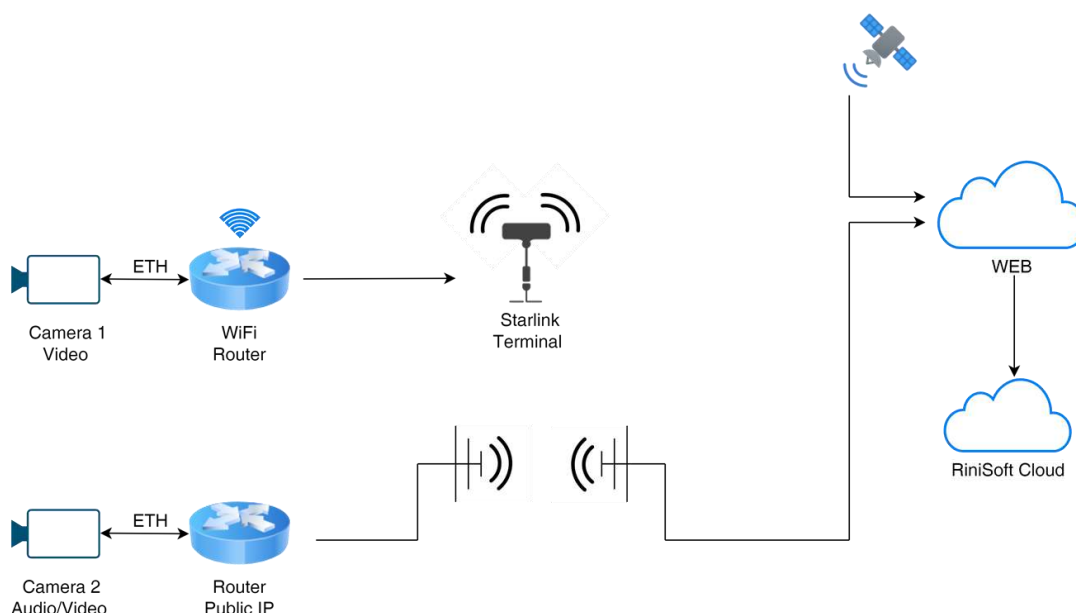 ETH
Camera 1
Video
WiFi
Router
Starlink
Terminal
WEB
RiniSoft Cloud
ETH
Camera 2
Audio/Video
Router
Public IP